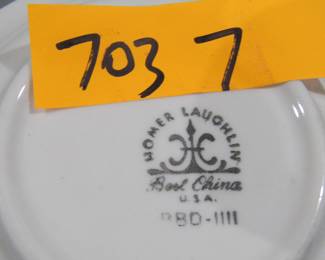 703 7
HOMER LAUGHLIN
Best China
U.S.A.
RBD-1111